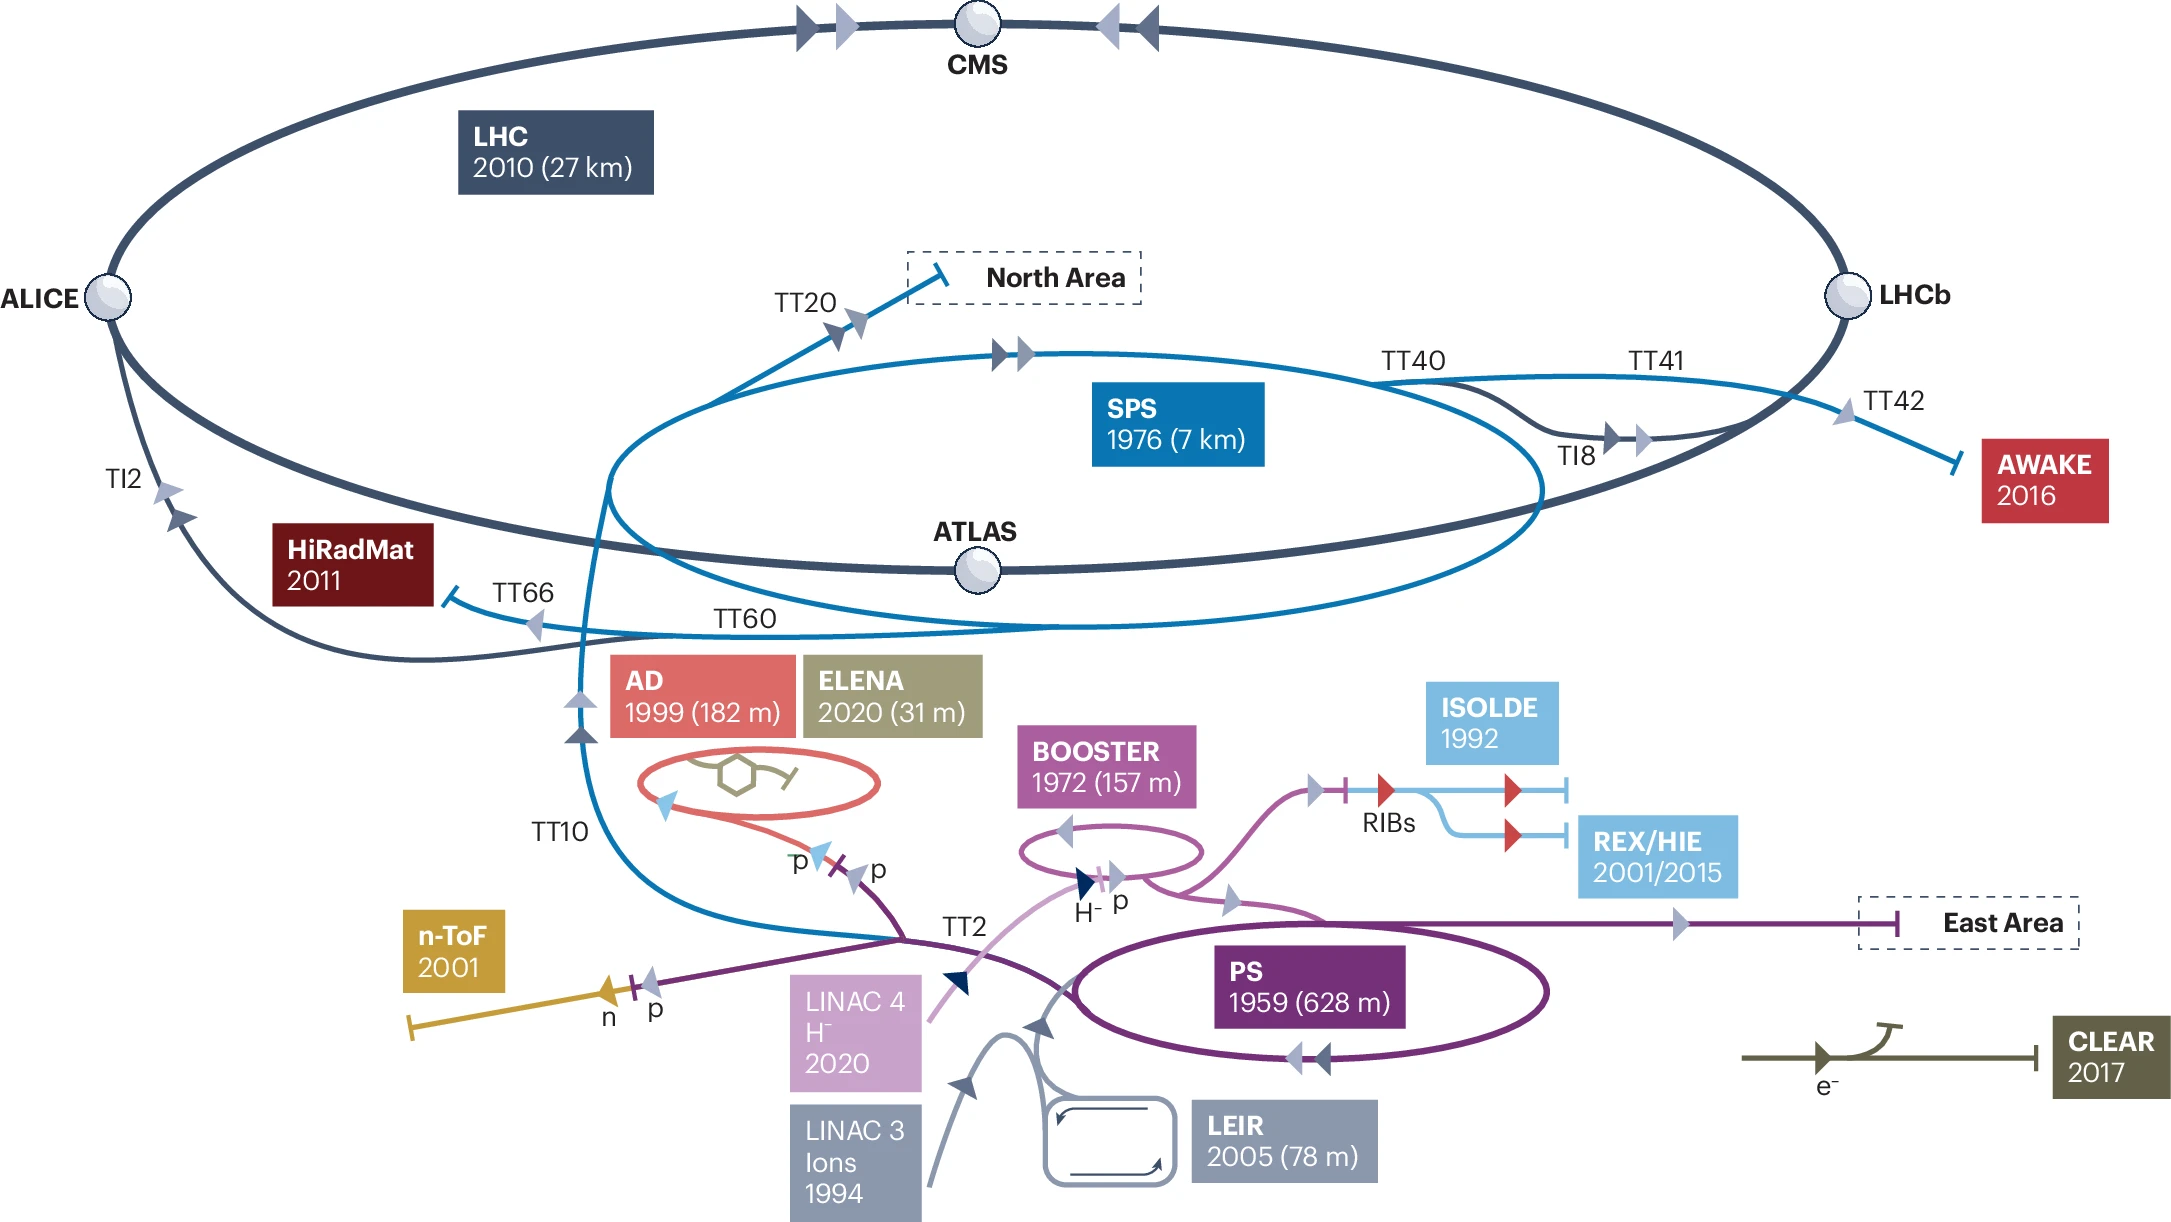 CMS
LHC
2010 (27 km)
North Area
ALICE
LHCb
TT20
TT40
TT41
TT42
SPS
1976 (7 km)
TI8
AWAKE
2016
TI2
ATLAS
HiRadMat
2011
TT66
TT60
AD
1999 (182 m)
ELENA
2020 (31 m)
ISOLDE
1992
BOOSTER
1972 (157 m)
RIBs
TT10
REX/HIE
2001/2015
p̄
p
H⁻
p
TT2
East Area
n-ToF
2001
n
p
PS
1959 (628 m)
LINAC 4
H⁻
2020
CLEAR
2017
e⁻
LINAC 3
Ions
1994
LEIR
2005 (78 m)